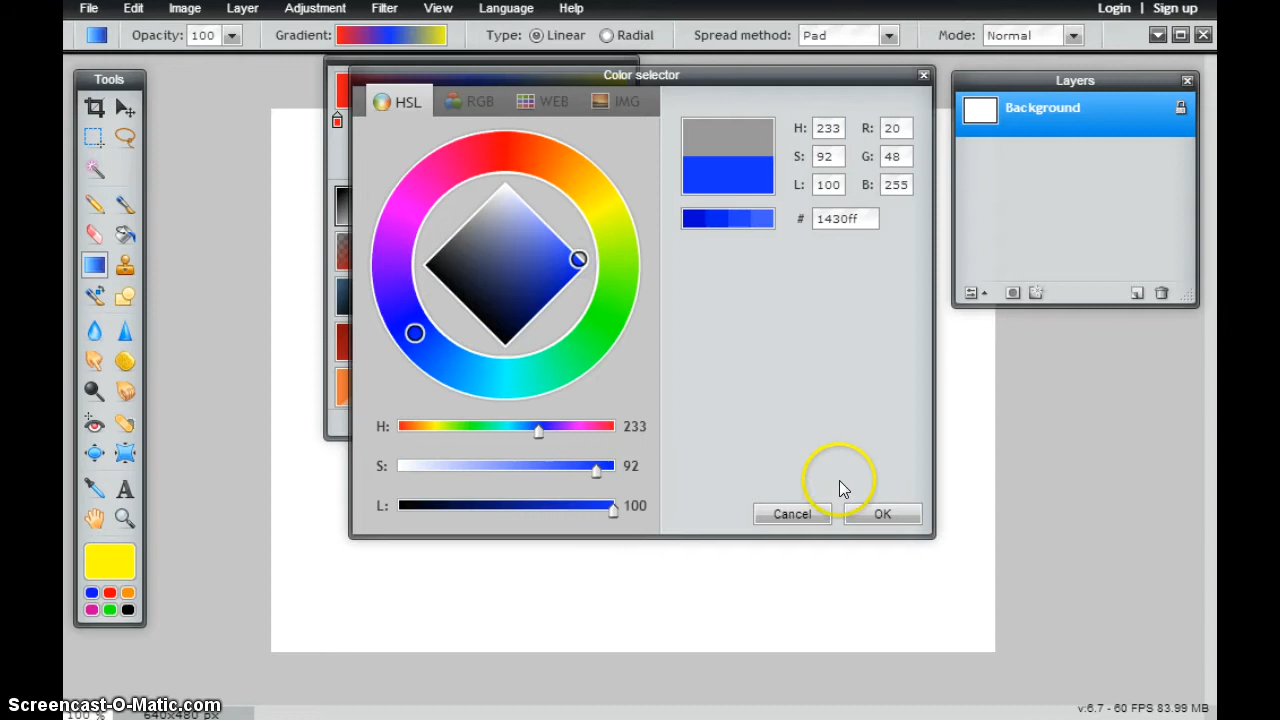 File Edit Image Layer Adjustment Filter View Language Help Login | Sign up
Opacity: 100 Gradient: Type: Linear Radial Spread method: Pad Mode: Normal
Tools
Color selector
Layers
HSL RGB WEB IMG
Background
H: 233 R: 20
S: 92 G: 48
L: 100 B: 255
# 1430ff
H: 233
S: 92
L: 100
Cancel OK
Screencast-O-Matic.com
100 % 640x480 px
v:6.7 - 60 FPS 83.99 MB